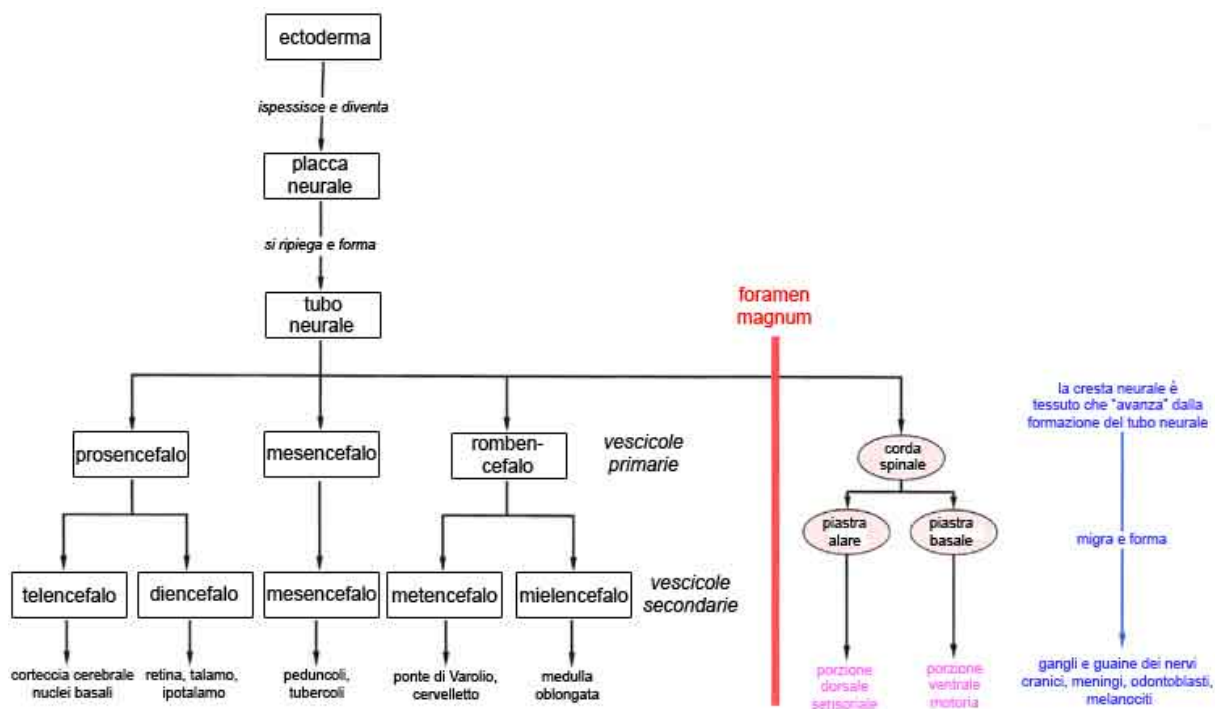 ectoderma
ispessisce e diventa
placca
neurale
si ripiega e forma
tubo
neurale
foramen
magnum
prosencefalo
mesencefalo
romben-
cefalo
vescicole
primarie
corda
spinale
la cresta neurale è
tessuto che "avanza" dalla
formazione del tubo neurale
piastra
alare
piastra
basale
migra e forma
telencefalo
diencefalo
mesencefalo
metencefalo
mielencefalo
vescicole
secondarie
corteccia cerebrale
nuclei basali
retina, talamo,
ipotalamo
peduncoli,
tubercoli
ponte di Varolio,
cervelletto
medulla
oblongata
porzione
dorsale
sensoriale
porzione
ventrale
motoria
gangli e guaine dei nervi
cranici, meningi, odontoblasti,
melanociti